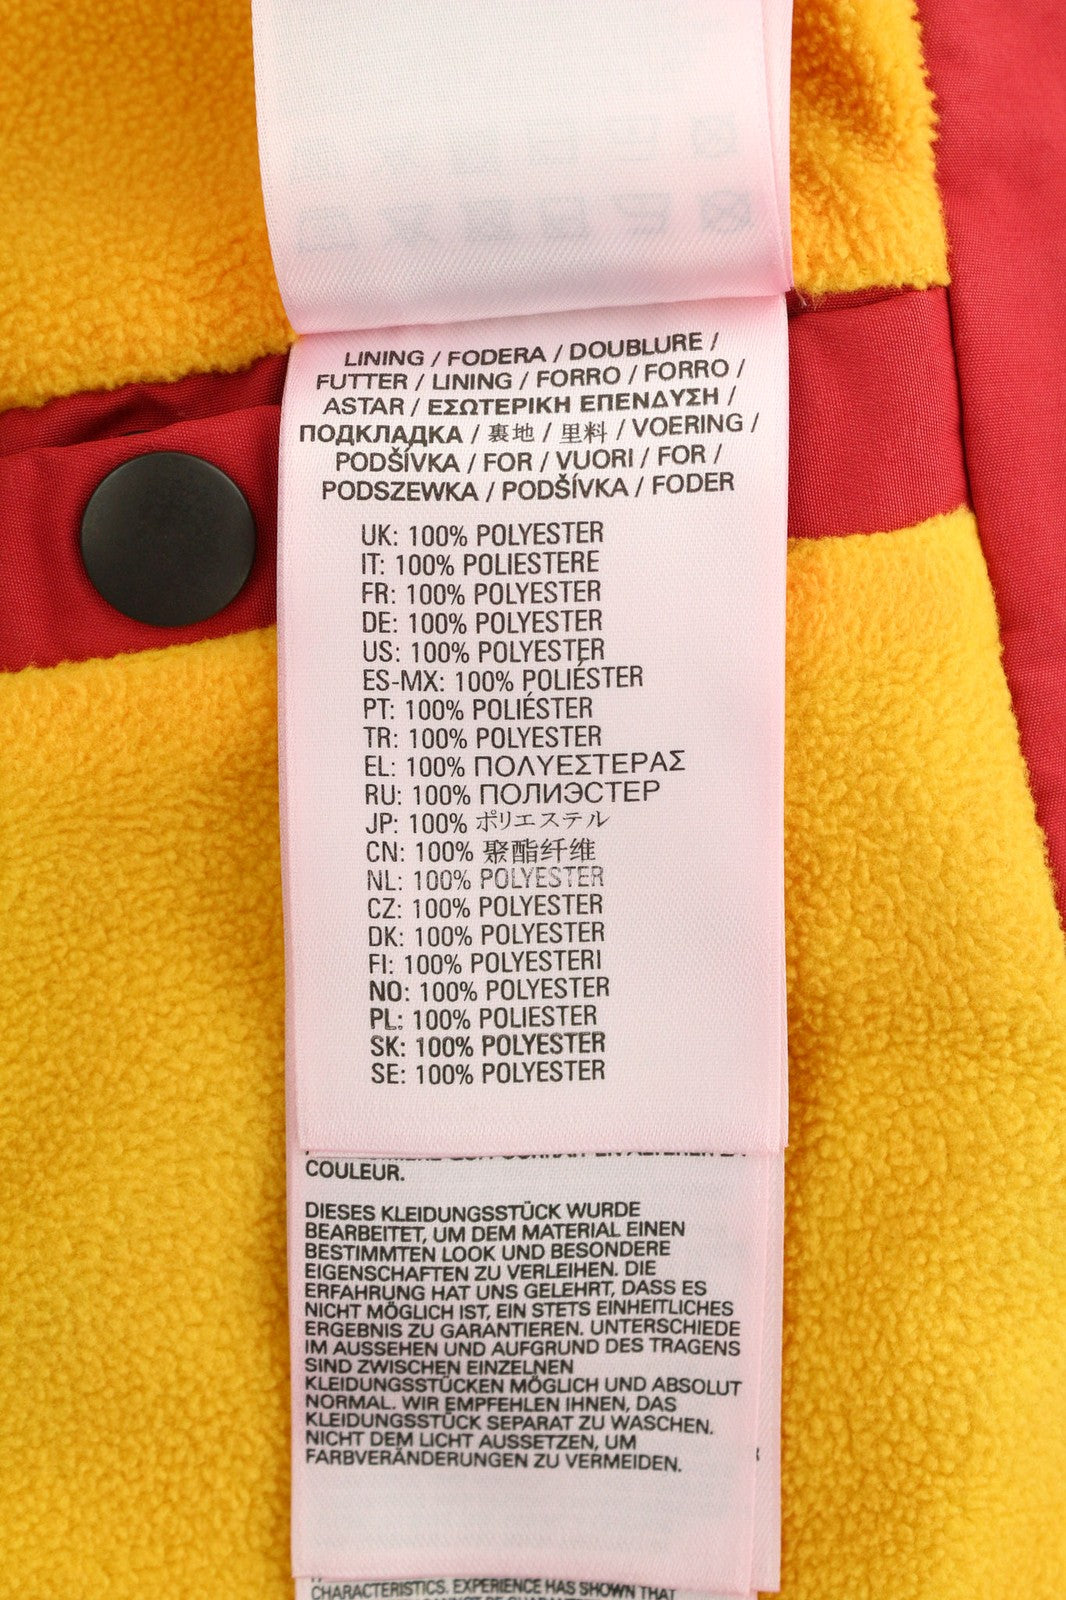 LINING / FODERA / DOUBLURE /
FUTTER / LINING / FORRO / FORRO /
ASTAR / ΕΣΩΤΕΡΙΚΗ ΕΠΕΝΔΥΣΗ /
ПОДКЛАДКА / 裏地 / 里料 / VOERING /
PODŠÍVKA / FOR / VUORI / FOR /
PODSZEWKA / PODŠÍVKA / FODER
UK: 100% POLYESTER
IT: 100% POLIESTERE
FR: 100% POLYESTER
DE: 100% POLYESTER
US: 100% POLYESTER
ES-MX: 100% POLIÉSTER
PT: 100% POLIÉSTER
TR: 100% POLYESTER
EL: 100% ΠΟΛΥΕΣΤΕΡΑΣ
RU: 100% ПОЛИЭСТЕР
JP: 100% ポリエステル
CN: 100% 聚酯纤维
NL: 100% POLYESTER
CZ: 100% POLYESTER
DK: 100% POLYESTER
FI: 100% POLYESTERI
NO: 100% POLYESTER
PL: 100% POLIESTER
SK: 100% POLYESTER
SE: 100% POLYESTER
COULEUR.
DIESES KLEIDUNGSSTÜCK WURDE
BEARBEITET, UM DEM MATERIAL EINEN
BESTIMMTEN LOOK UND BESONDERE
EIGENSCHAFTEN ZU VERLEIHEN. DIE
ERFAHRUNG HAT UNS GELEHRT, DASS ES
NICHT MÖGLICH IST, EIN STETS EINHEITLICHES
ERGEBNIS ZU GARANTIEREN. UNTERSCHIEDE
IM AUSSEHEN UND AUFGRUND DES TRAGENS
SIND ZWISCHEN EINZELNEN
KLEIDUNGSSTÜCKEN MÖGLICH UND ABSOLUT
NORMAL. WIR EMPFEHLEN IHNEN, DAS
KLEIDUNGSSTÜCK SEPARAT ZU WASCHEN.
NICHT DEM LICHT AUSSETZEN, UM
FARBVERÄNDERUNGEN ZU VERMEIDEN.
CHARACTERISTICS. EXPERIENCE HAS SHOWN THAT